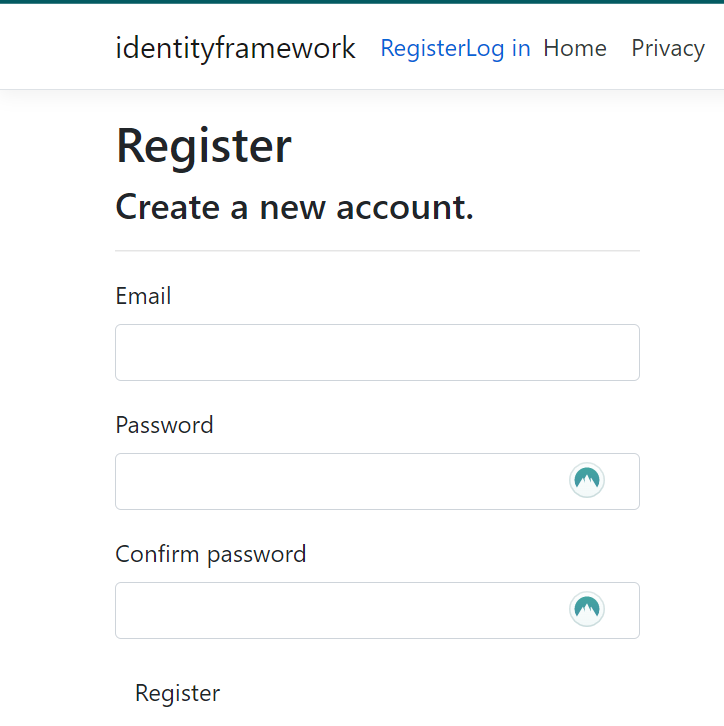 identityframework RegisterLog in Home Privacy
Register
Create a new account.
Email
Password
Confirm password
Register